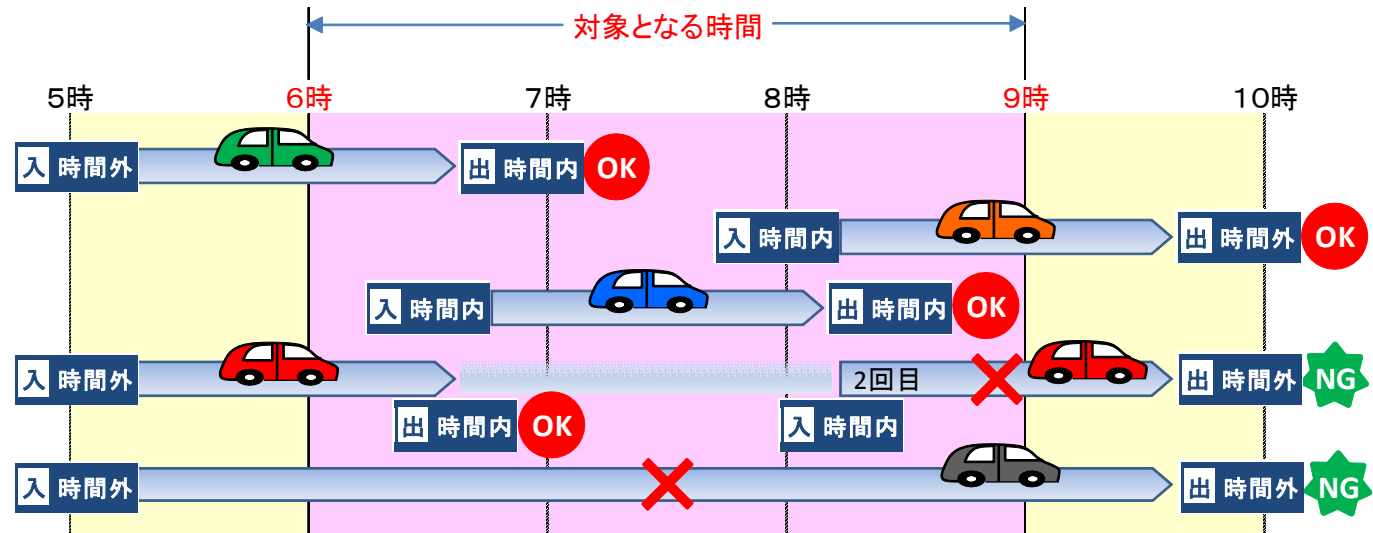 対象となる時間
5時 6時 7時 8時 9時 10時
入 時間外 出 時間内 OK
入 時間内 出 時間外 OK
入 時間内 出 時間内 OK
入 時間外 2回目 出 時間外 NG
出 時間内 OK 入 時間内
入 時間外 出 時間外 NG